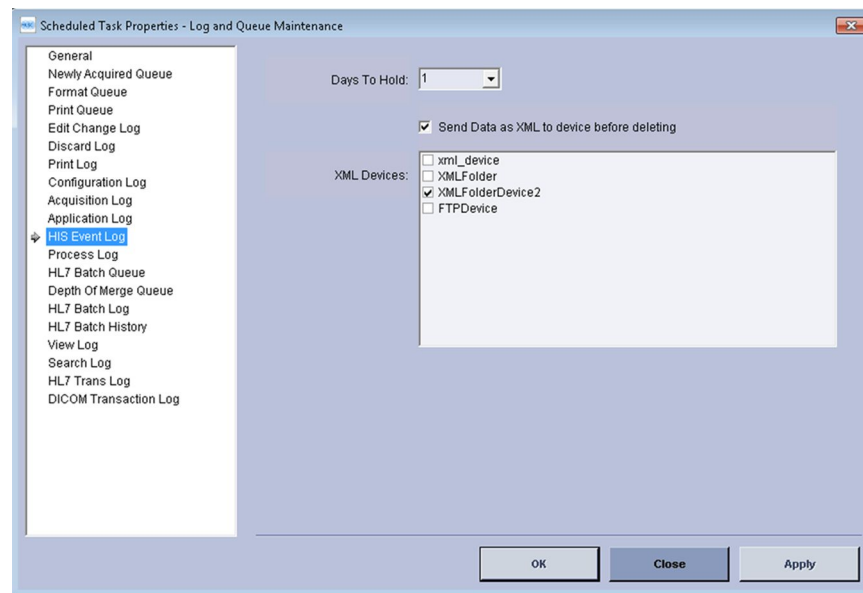 Scheduled Task Properties - Log and Queue Maintenance
General
Newly Acquired Queue
Format Queue
Print Queue
Edit Change Log
Discard Log
Print Log
Configuration Log
Acquisition Log
Application Log
HIS Event Log
Process Log
HL7 Batch Queue
Depth Of Merge Queue
HL7 Batch Log
HL7 Batch History
View Log
Search Log
HL7 Trans Log
DICOM Transaction Log
Days To Hold: 1
Send Data as XML to device before deleting
XML Devices:
xml_device
XMLFolder
XMLFolderDevice2
FTPDevice
OK Close Apply